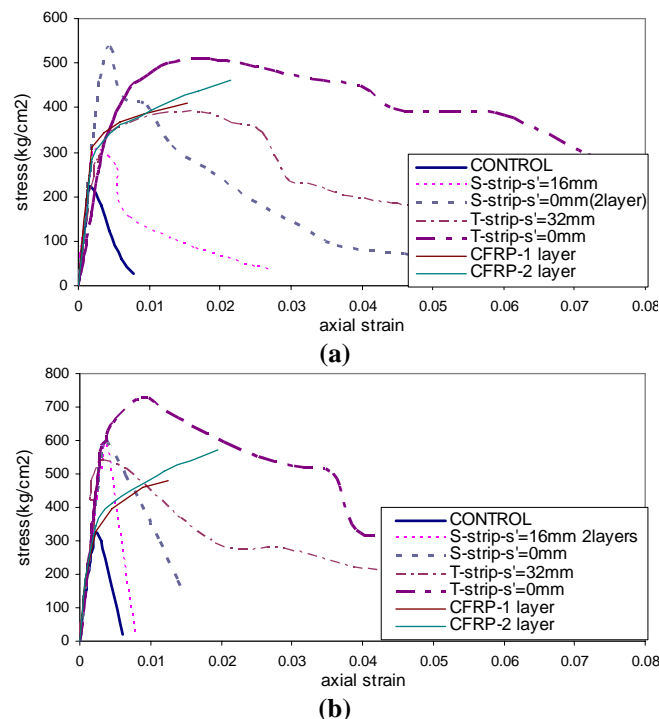 600
500
400
300
200
100
0
stress(kg/cm2)
0 0.01 0.02 0.03 0.04 0.05 0.06 0.07 0.08
axial strain
CONTROL
S-strip-s'=16mm
S-strip-s'=0mm(2layer)
T-strip-s'=32mm
T-strip-s'=0mm
CFRP-1 layer
CFRP-2 layer
(a)
800
700
600
500
400
300
200
100
0
stress(kg/cm2)
0 0.01 0.02 0.03 0.04 0.05 0.06 0.07 0.08
axial strain
CONTROL
S-strip-s'=16mm 2layers
S-strip-s'=0mm
T-strip-s'=32mm
T-strip-s'=0mm
CFRP-1 layer
CFRP-2 layer
(b)